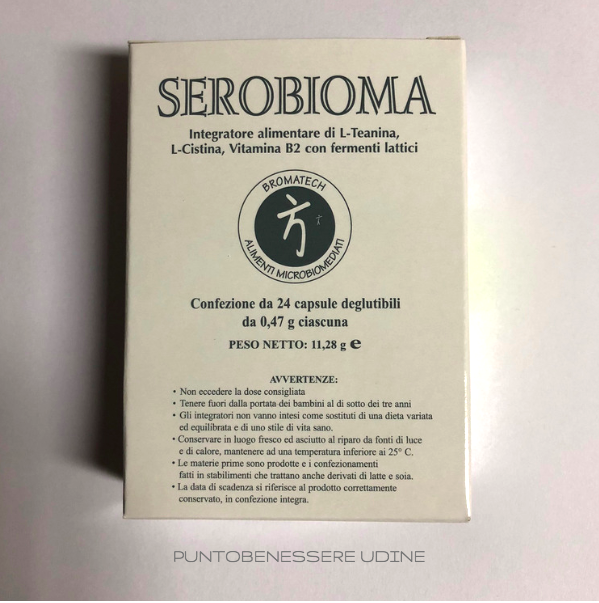 SEROBIOMA
Integratore alimentare di L-Teanina,
L-Cistina, Vitamina B2 con fermenti lattici
BROMATECH
方
ALIMENTI MICROBIOMEDIATI
Confezione da 24 capsule deglutibili
da 0,47 g ciascuna
PESO NETTO: 11,28 g e
AVVERTENZE:
• Non eccedere la dose consigliata
• Tenere fuori dalla portata dei bambini al di sotto dei tre anni
• Gli integratori non vanno intesi come sostituti di una dieta variata
ed equilibrata e di uno stile di vita sano.
• Conservare in luogo fresco ed asciutto al riparo da fonti di luce
e di calore, mantenere ad una temperatura inferiore ai 25° C.
• Le materie prime sono prodotte e i confezionamenti
fatti in stabilimenti che trattano anche derivati di latte e soia.
• La data di scadenza si riferisce al prodotto correttamente
conservato, in confezione integra.
PUNTOBENESSERE UDINE